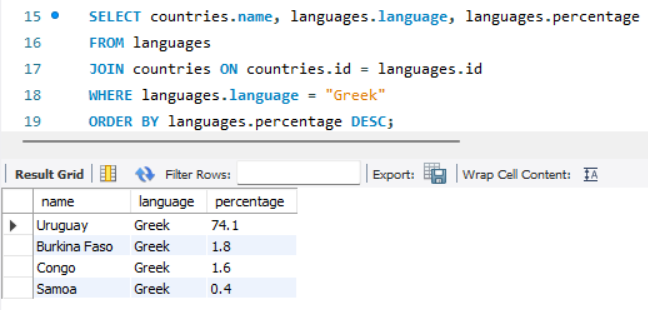 15 SELECT countries.name, languages.language, languages.percentage
16 FROM languages
17 JOIN countries ON countries.id = languages.id
18 WHERE languages.language = "Greek"
19 ORDER BY languages.percentage DESC;
Result Grid Filter Rows: Export: Wrap Cell Content: IA
name language percentage
Uruguay Greek 74.1
Burkina Faso Greek 1.8
Congo Greek 1.6
Samoa Greek 0.4